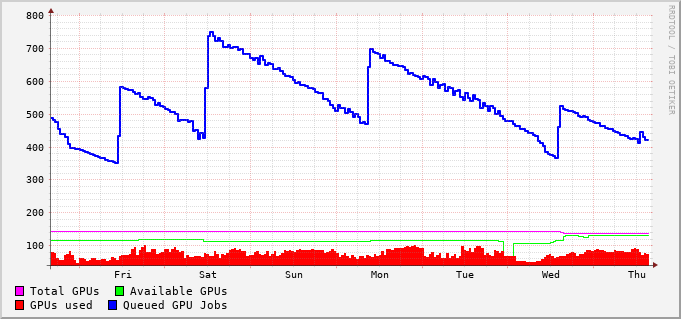 800
700
600
500
400
300
200
100
Fri Sat Sun Mon Tue Wed Thu
Total GPUs Available GPUs
GPUs used Queued GPU Jobs
RRDTOOL / TOBI OETIKER